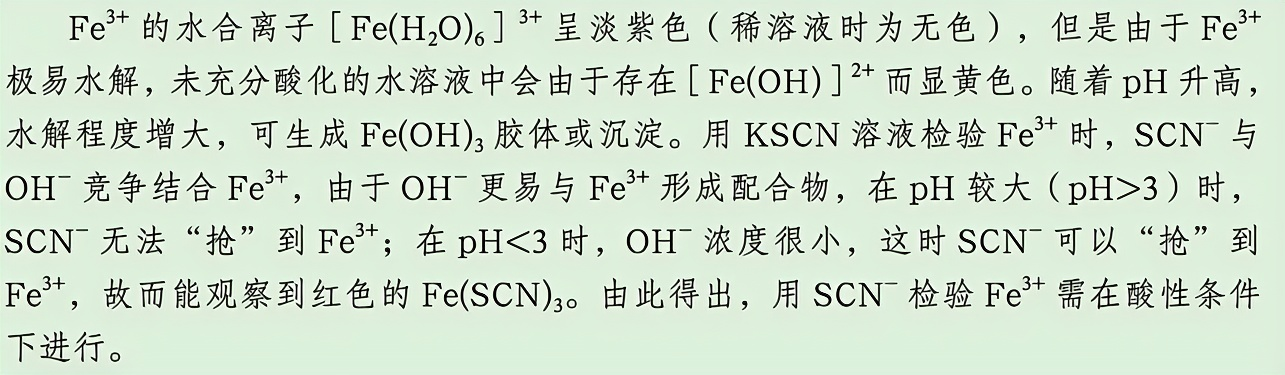 Fe³⁺ 的水合离子［Fe(H₂O)₆］³⁺ 呈淡紫色（稀溶液时为无色），但是由于 Fe³⁺
极易水解，未充分酸化的水溶液中会由于存在［Fe(OH)］²⁺ 而显黄色。随着 pH 升高，
水解程度增大，可生成 Fe(OH)₃ 胶体或沉淀。用 KSCN 溶液检验 Fe³⁺ 时，SCN⁻ 与
OH⁻ 竞争结合 Fe³⁺，由于 OH⁻ 更易与 Fe³⁺ 形成配合物，在 pH 较大（pH>3）时，
SCN⁻ 无法“抢”到 Fe³⁺；在 pH<3 时，OH⁻ 浓度很小，这时 SCN⁻ 可以“抢”到
Fe³⁺，故而能观察到红色的 Fe(SCN)₃。由此得出，用 SCN⁻ 检验 Fe³⁺ 需在酸性条件
下进行。